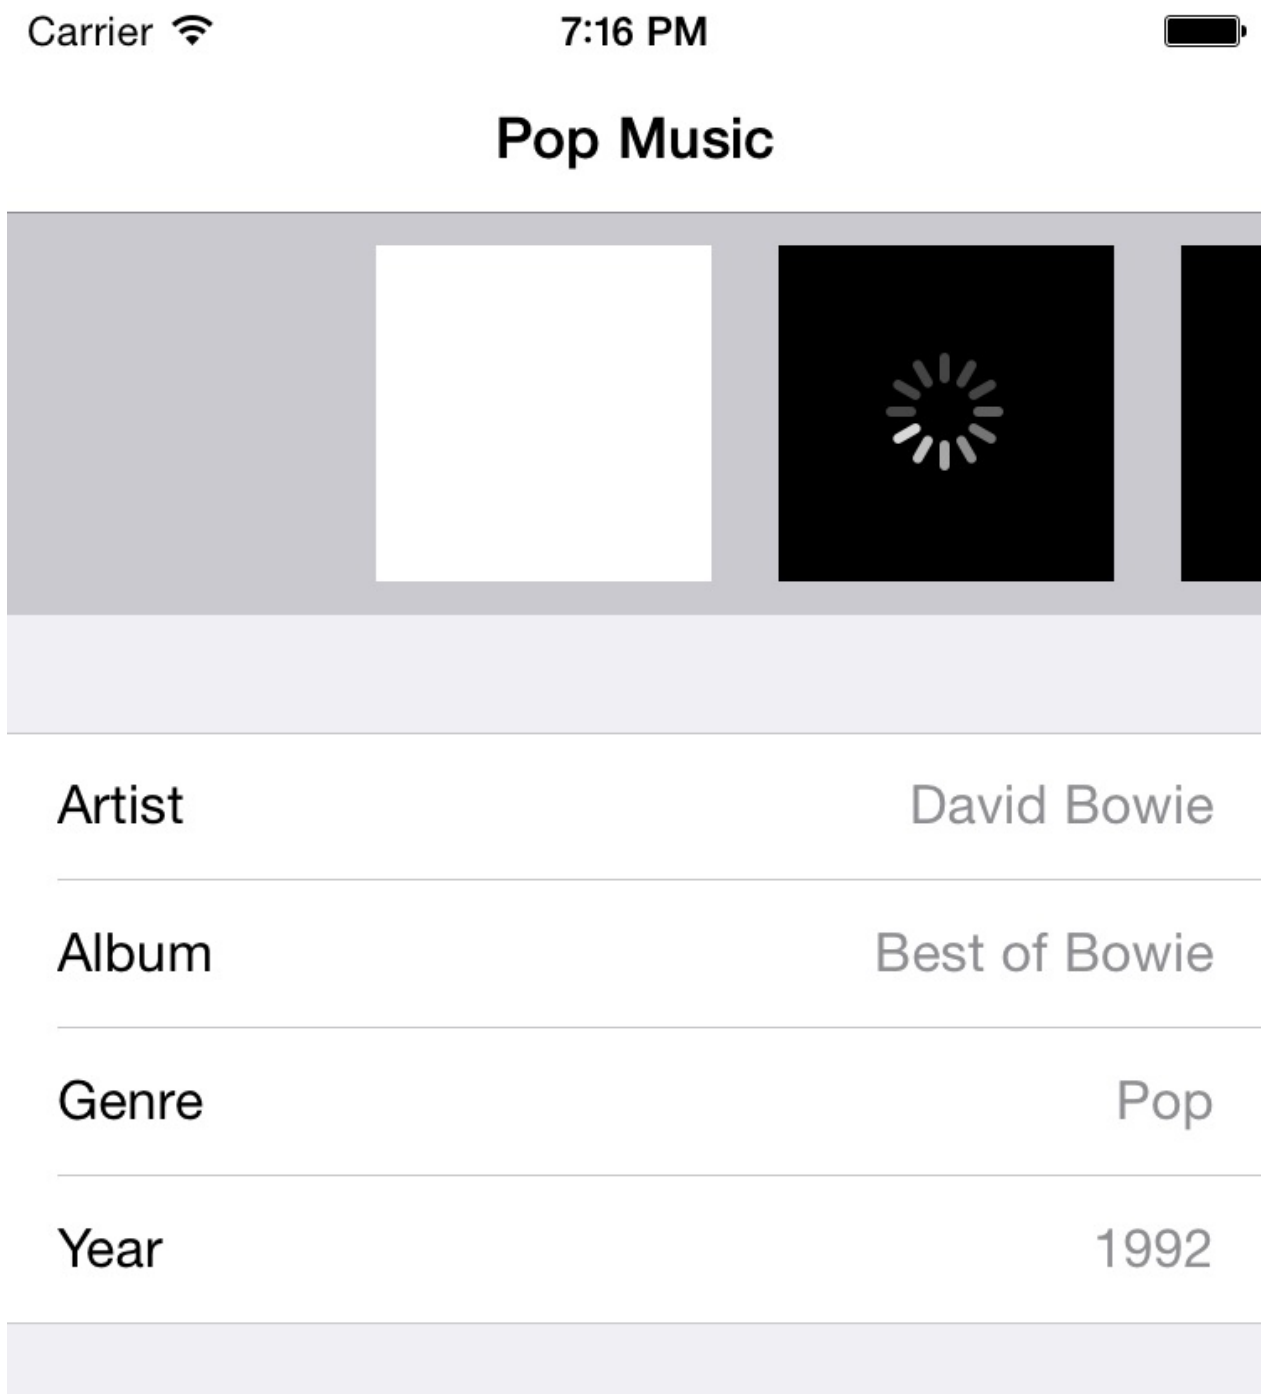 Carrier 7:16 PM
Pop Music
Artist David Bowie
Album Best of Bowie
Genre Pop
Year 1992